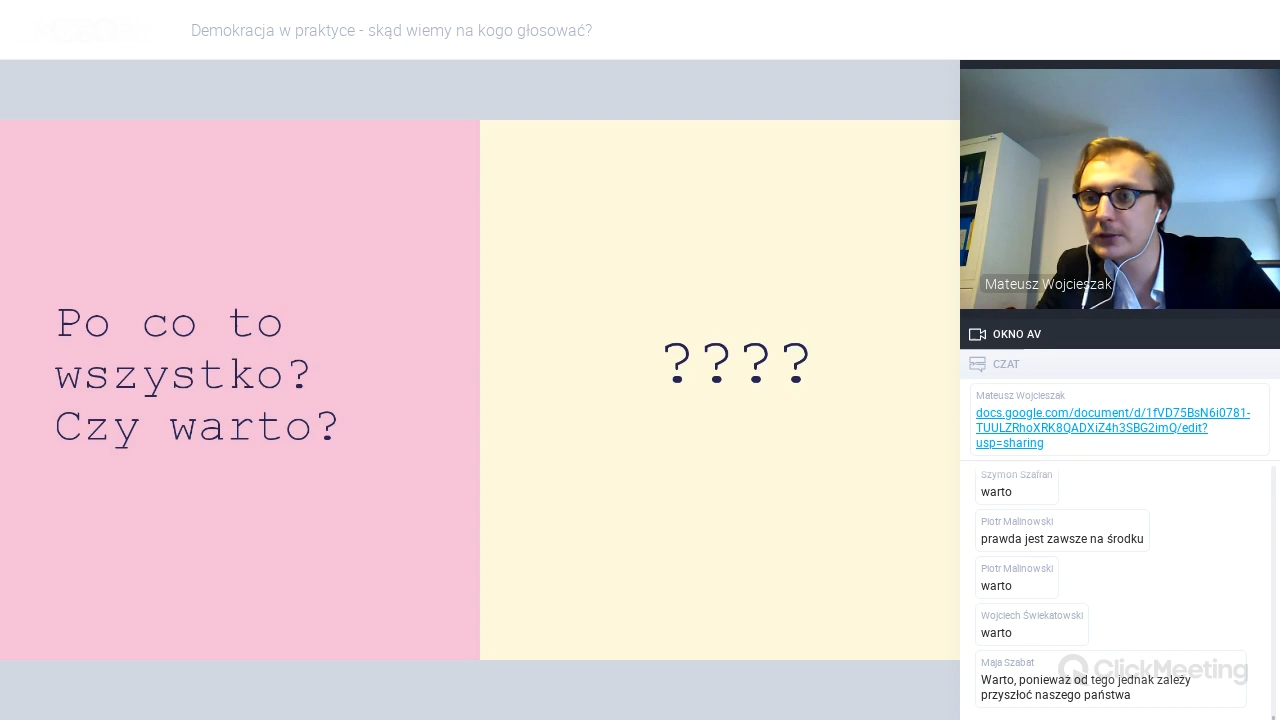 Demokracja w praktyce - skąd wiemy na kogo głosować?
Po co to
wszystko?
Czy warto?
????
Mateusz Wojcieszak
OKNO AV
CZAT
Mateusz Wojcieszak
docs.google.com/document/d/1fVD75BsN6i0781-
TUULZRhoXRK8QADXiZ4h3SBG2imQ/edit?
usp=sharing
Szymon Szafran
warto
Piotr Malinowski
prawda jest zawsze na środku
Piotr Malinowski
warto
Wojciech Świekatowski
warto
Maja Szabat
Warto, ponieważ od tego jednak zależy
przyszłoć naszego państwa
ClickMeeting